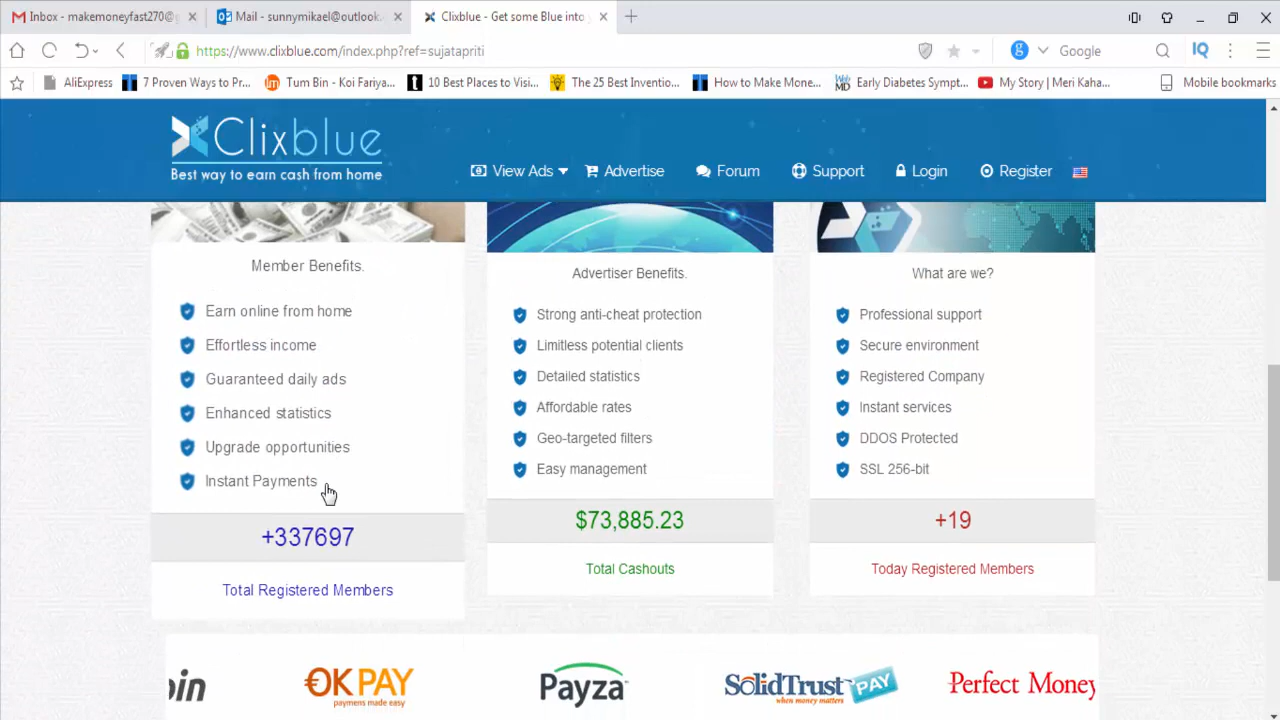 Inbox - makemoneyfast270@g
Mail - sunnymikael@outlook.
Clixblue - Get some Blue into y
https://www.clixblue.com/index.php?ref=sujatapriti
g
Google
IQ
AliExpress
7 Proven Ways to Pr...
Tum Bin - Koi Fariya...
10 Best Places to Visi...
The 25 Best Inventio...
How to Make Mone...
Early Diabetes Sympt...
My Story | Meri Kaha...
Mobile bookmarks
Clixblue
Best way to earn cash from home
View Ads
Advertise
Forum
Support
Login
Register
Member Benefits.
Earn online from home
Effortless income
Guaranteed daily ads
Enhanced statistics
Upgrade opportunities
Instant Payments
+337697
Total Registered Members
Advertiser Benefits.
Strong anti-cheat protection
Limitless potential clients
Detailed statistics
Affordable rates
Geo-targeted filters
Easy management
$73,885.23
Total Cashouts
What are we?
Professional support
Secure environment
Registered Company
Instant services
DDOS Protected
SSL 256-bit
+19
Today Registered Members
oin
OKPAY
paymens made easy
Payza
SolidTrust PAY
when money matters
Perfect Money